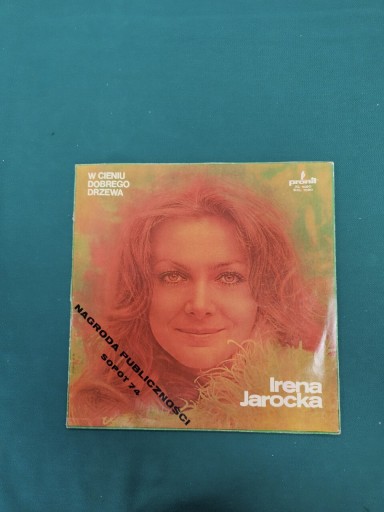 W CIENIU
DOBREGO
DRZEWA
pronit
NAGRODA PUBLICZNOŚCI
SOPOT 74
Irena
Jarocka